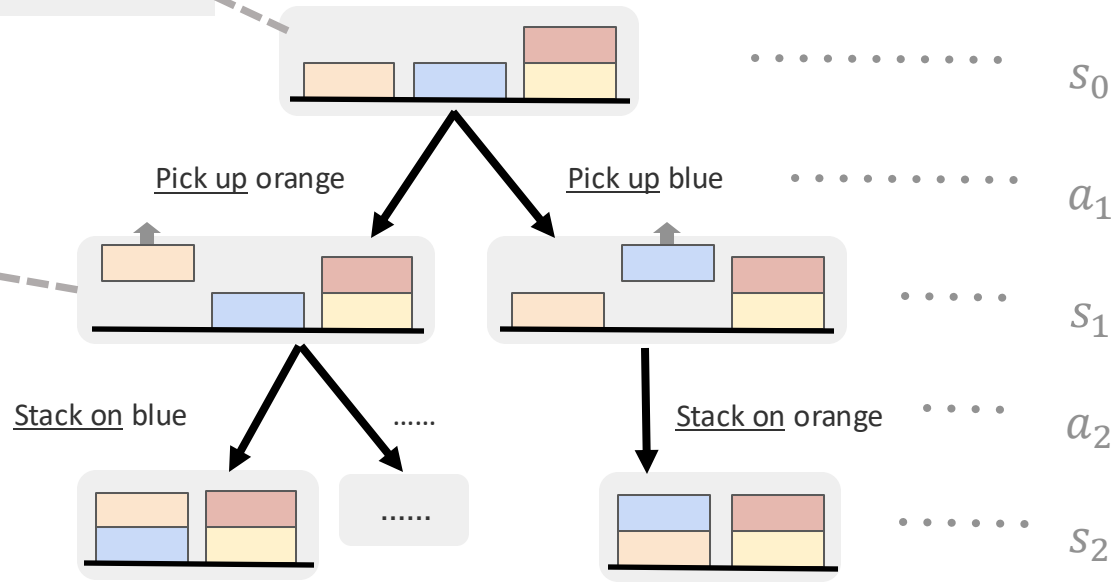 s0
Pick up orange
Pick up blue
a1
s1
Stack on blue
......
Stack on orange
a2
......
s2